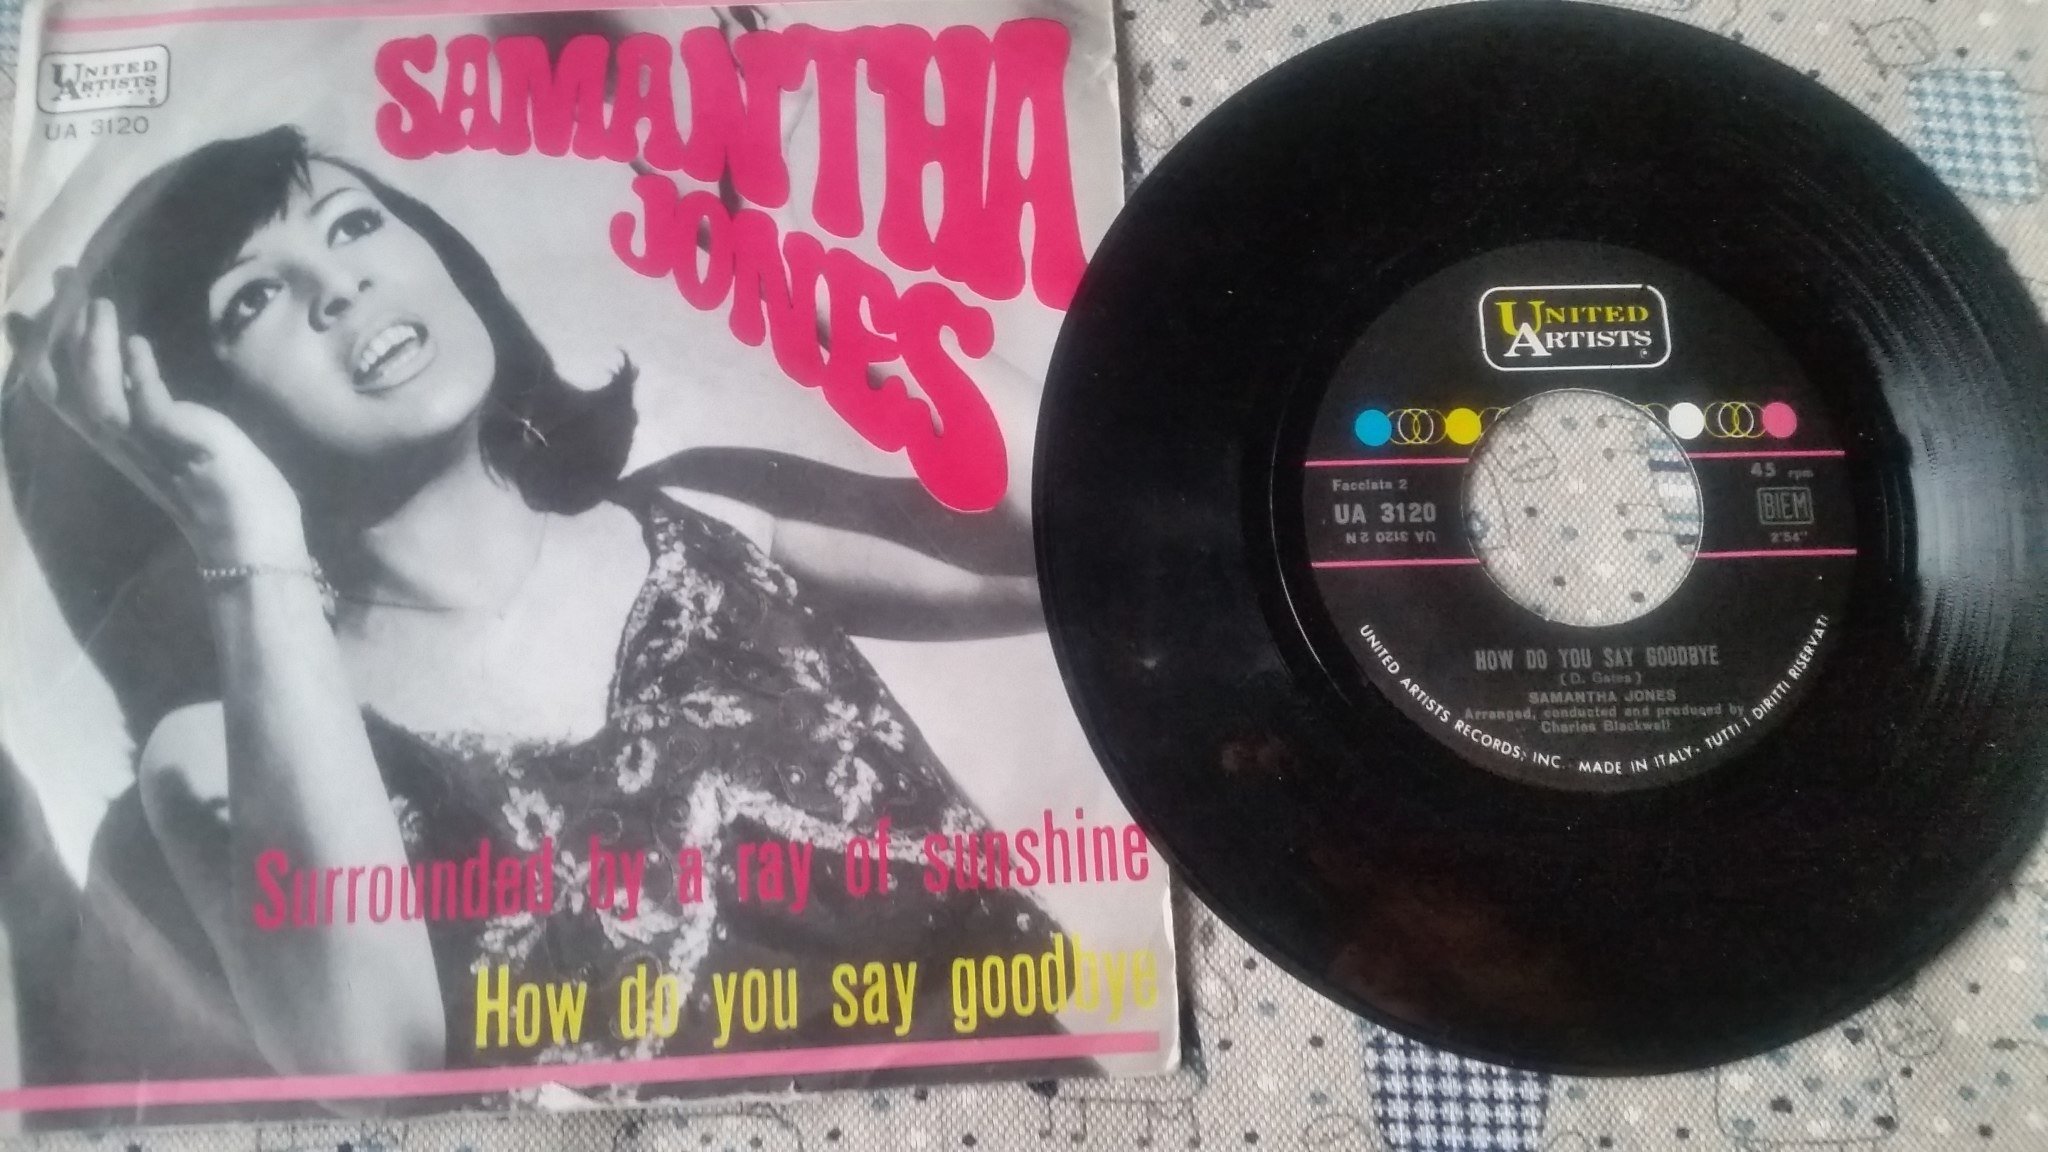 UNITED
ARTISTS
RECORDS
UA 3120
SAMANTHA
JONES
Surrounded by a ray of sunshine
How do you say goodbye
UNITED
ARTISTS
Facciata 2
UA 3120
UA 3120 2 N
45 rpm
BIEM
2'54"
HOW DO YOU SAY GOODBYE
(D. Gates)
SAMANTHA JONES
Arranged, conducted and produced by
Charles Blackwell
UNITED ARTISTS RECORDS, INC. - MADE IN ITALY - TUTTI I DIRITTI RISERVATI